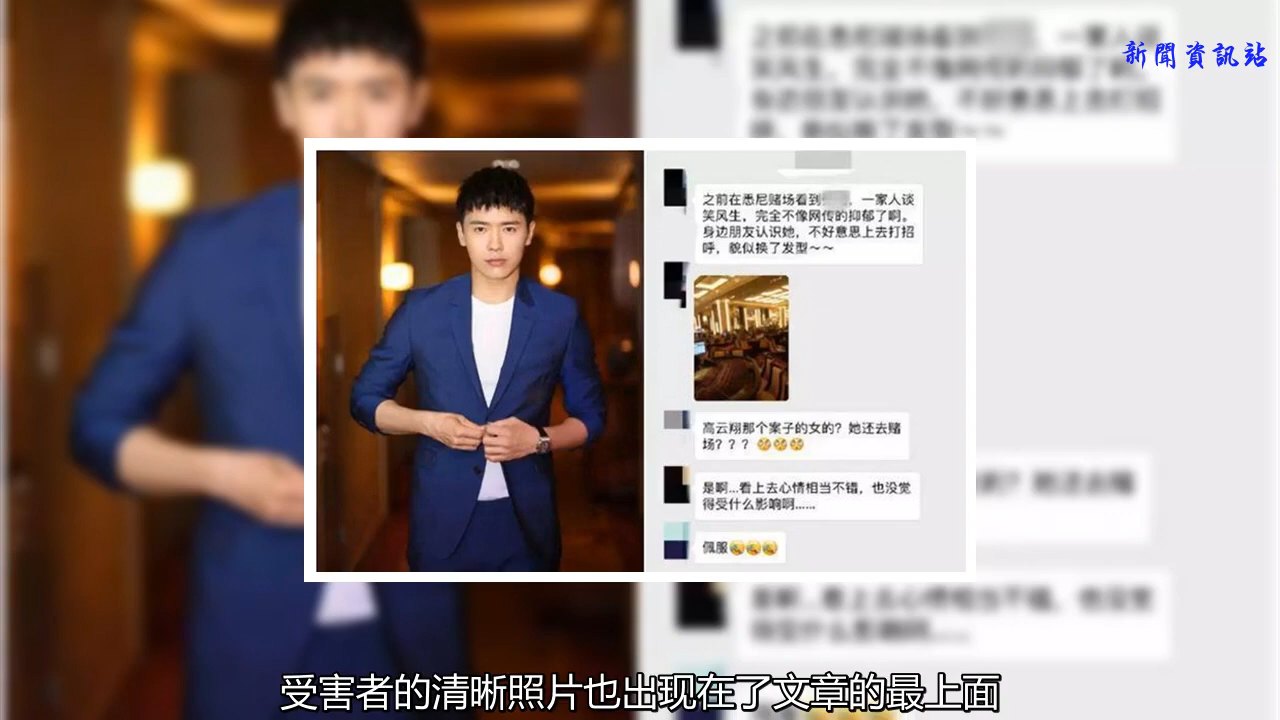 新聞資訊站
之前在悉尼赌场看到 ，一家人谈
笑风生，完全不像网传的抑郁了啊。
身边朋友认识她，不好意思上去打招
呼，貌似换了发型～～
高云翔那个案子的女的？她还去赌
场？？？
是啊...看上去心情相当不错，也没觉
得受什么影响啊……
佩服
受害者的清晰照片也出现在了文章的最上面